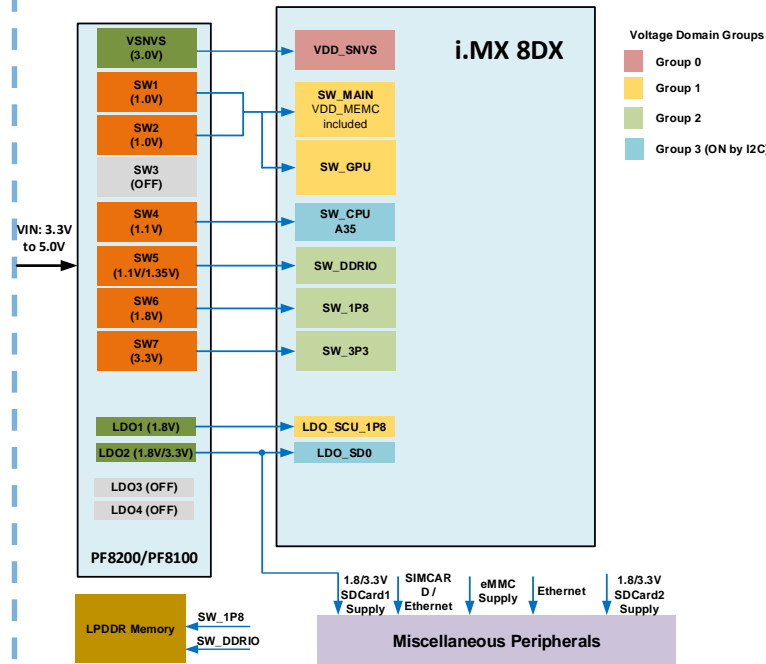 VSNVS
(3.0V)
SW1
(1.0V)
SW2
(1.0V)
SW3
(OFF)
SW4
(1.1V)
SW5
(1.1V/1.35V)
SW6
(1.8V)
SW7
(3.3V)
LDO1 (1.8V)
LDO2 (1.8V/3.3V)
LDO3 (OFF)
LDO4 (OFF)
PF8200/PF8100
VIN: 3.3V
to 5.0V
i.MX 8DX
VDD_SNVS
SW_MAIN
VDD_MEMC
included
SW_GPU
SW_CPU
A35
SW_DDRIO
SW_1P8
SW_3P3
LDO_SCU_1P8
LDO_SD0
Voltage Domain Groups
Group 0
Group 1
Group 2
Group 3 (ON by I2C)
LPDDR Memory
SW_1P8
SW_DDRIO
1.8/3.3V
SDCard1
Supply
SIMCAR
D /
Ethernet
eMMC
Supply
Ethernet
1.8/3.3V
SDCard2
Supply
Miscellaneous Peripherals